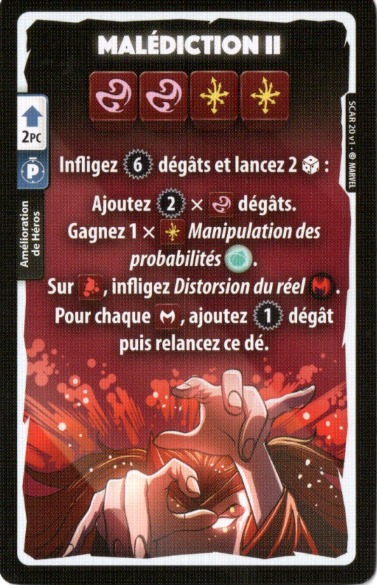 MALÉDICTION II
2PC
P
Amélioration
de Héros
SCAR 20 v1 • © MARVEL
Infligez 6 dégâts et lancez 2 :
Ajoutez 2 × dégâts.
Gagnez 1 × Manipulation des
probabilités .
Sur , infligez Distorsion du réel .
Pour chaque , ajoutez 1 dégât
puis relancez ce dé.